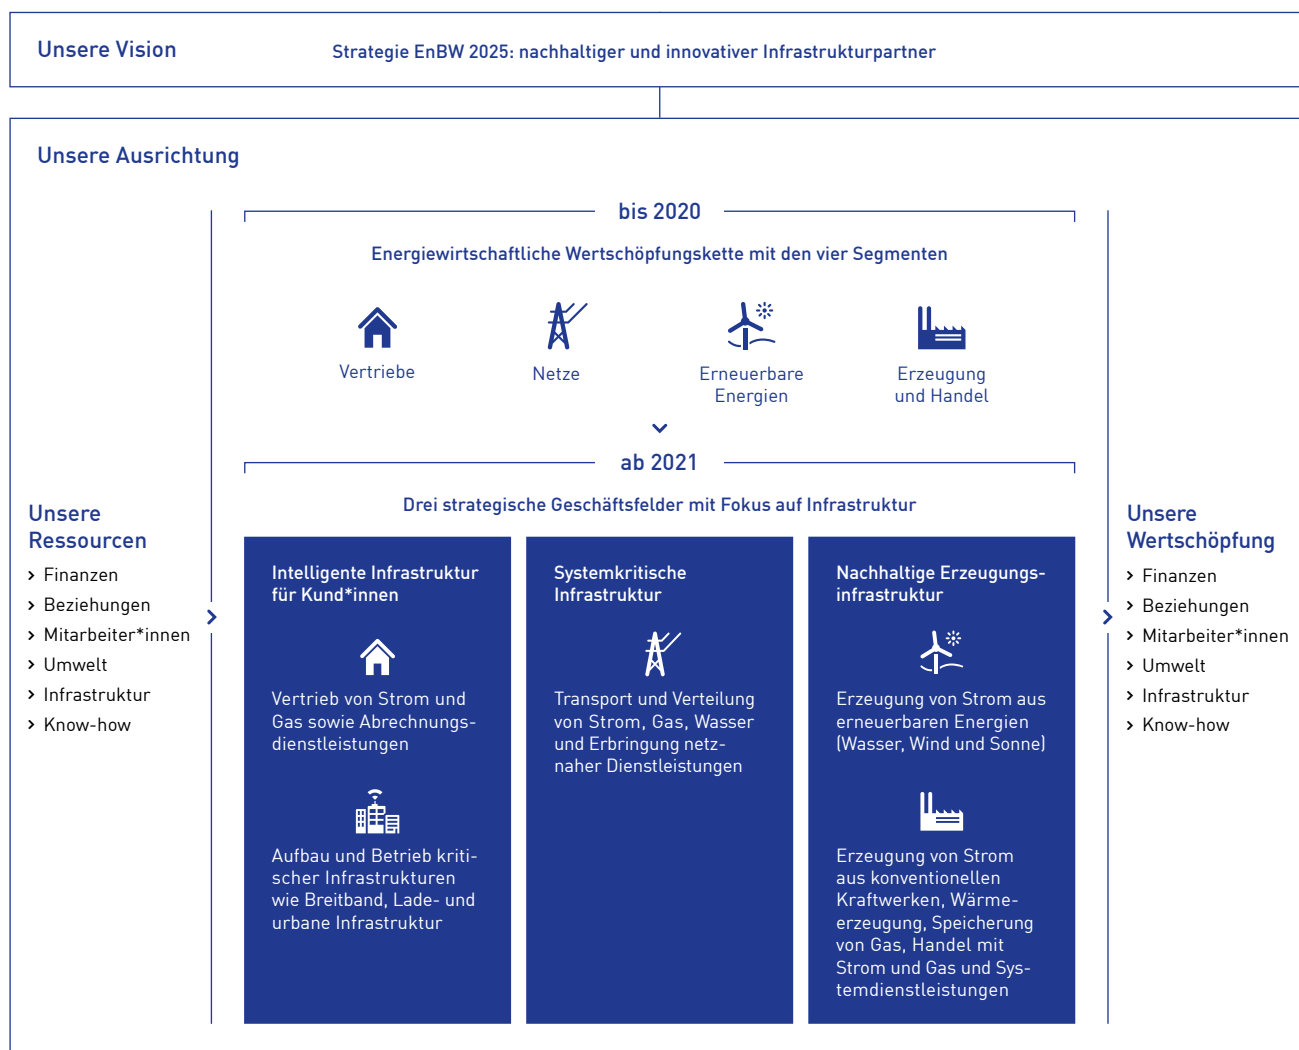 Unsere Vision
Strategie EnBW 2025: nachhaltiger und innovativer Infrastrukturpartner
Unsere Ausrichtung
bis 2020
Energiewirtschaftliche Wertschöpfungskette mit den vier Segmenten
Vertriebe
Netze
Erneuerbare
Energien
Erzeugung
und Handel
ab 2021
Drei strategische Geschäftsfelder mit Fokus auf Infrastruktur
Unsere
Ressourcen
Finanzen
Beziehungen
Mitarbeiter*innen
Umwelt
Infrastruktur
Know-how
Intelligente Infrastruktur
für Kund*innen
Vertrieb von Strom und
Gas sowie Abrechnungs-
dienstleistungen
Aufbau und Betrieb kriti-
scher Infrastrukturen
wie Breitband, Lade- und
urbane Infrastruktur
Systemkritische
Infrastruktur
Transport und Verteilung
von Strom, Gas, Wasser
und Erbringung netz-
naher Dienstleistungen
Nachhaltige Erzeugungs-
infrastruktur
Erzeugung von Strom aus
erneuerbaren Energien
(Wasser, Wind und Sonne)
Erzeugung von Strom
aus konventionellen
Kraftwerken, Wärme-
erzeugung, Speicherung
von Gas, Handel mit
Strom und Gas und Sys-
temdienstleistungen
Unsere
Wertschöpfung
Finanzen
Beziehungen
Mitarbeiter*innen
Umwelt
Infrastruktur
Know-how